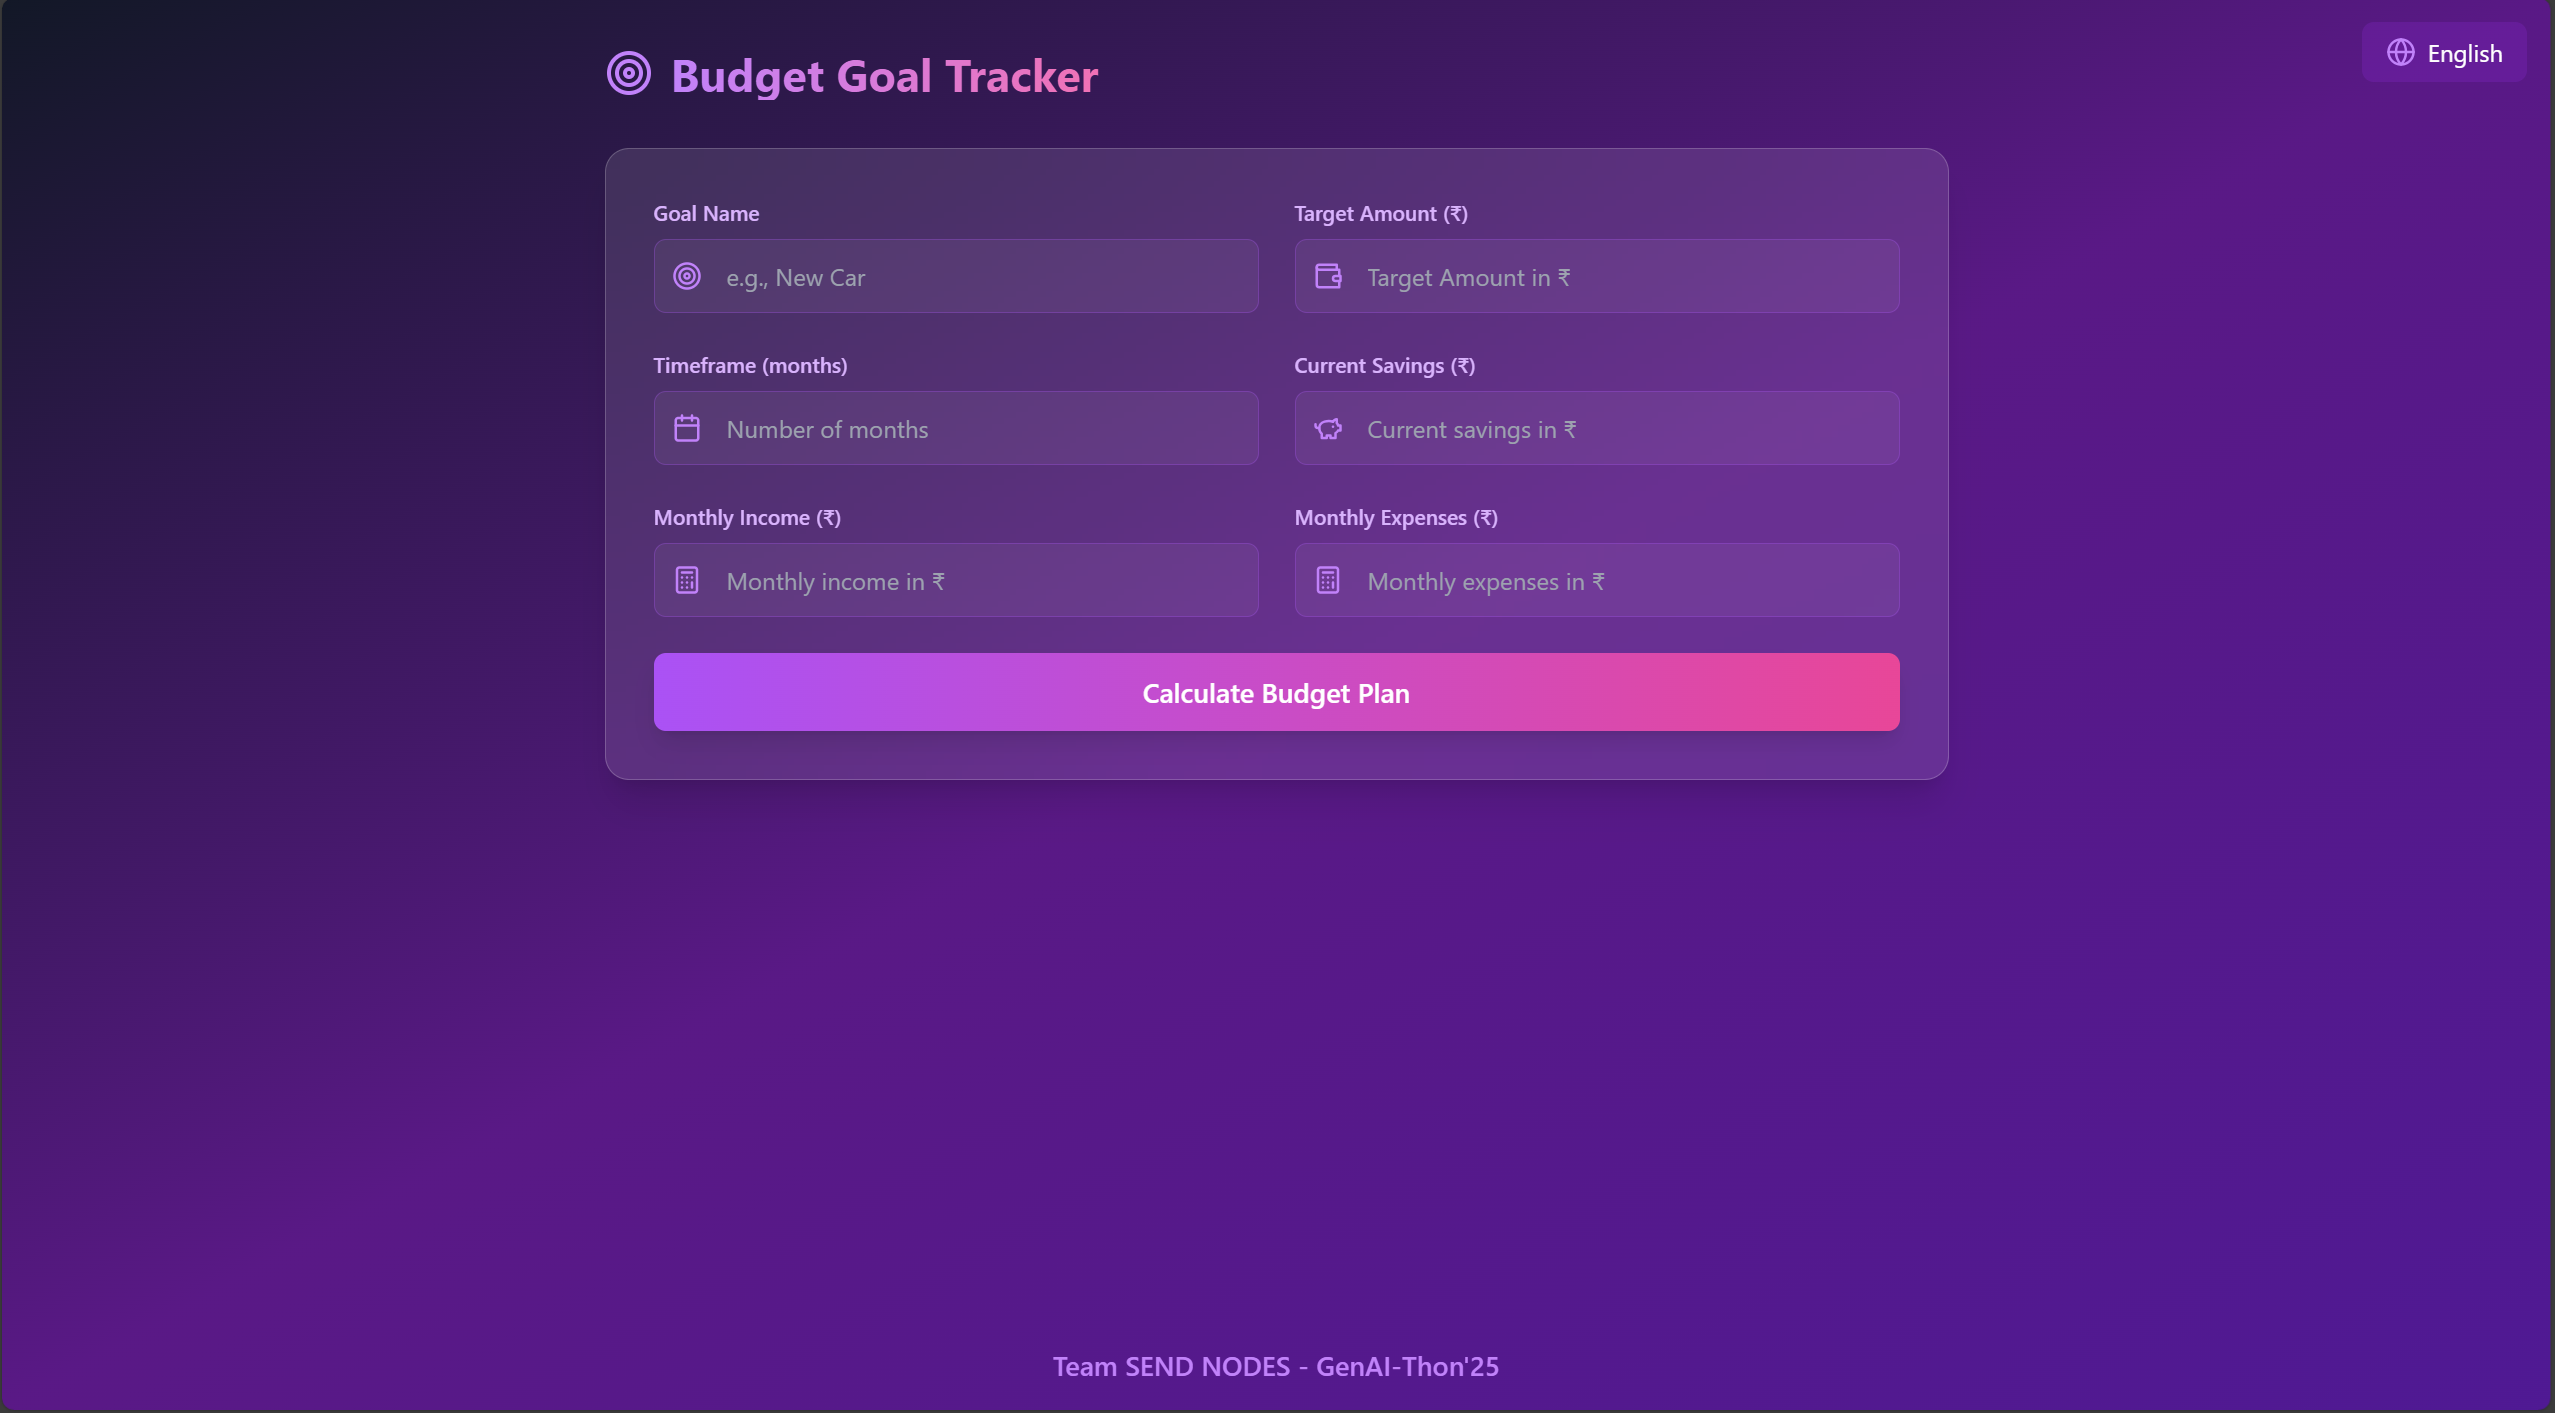 English
Budget Goal Tracker
Goal Name
Target Amount (₹)
e.g., New Car
Target Amount in ₹
Timeframe (months)
Current Savings (₹)
Number of months
Current savings in ₹
Monthly Income (₹)
Monthly Expenses (₹)
Monthly income in ₹
Monthly expenses in ₹
Calculate Budget Plan
Team SEND NODES - GenAI-Thon'25